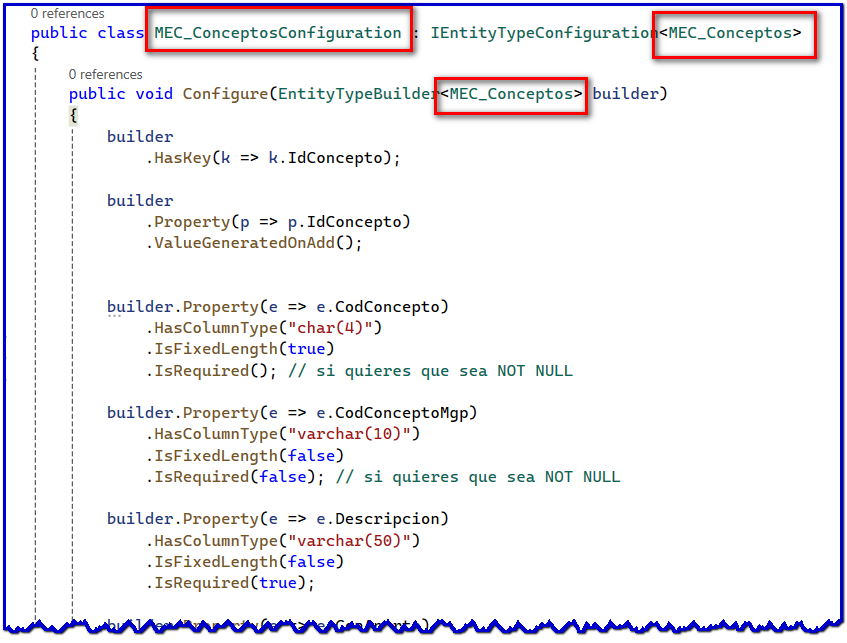 0 references
public class MEC_ConceptosConfiguration : IEntityTypeConfiguration<MEC_Conceptos>
{
0 references
public void Configure(EntityTypeBuilder<MEC_Conceptos> builder)
{
builder
.HasKey(k => k.IdConcepto);
builder
.Property(p => p.IdConcepto)
.ValueGeneratedOnAdd();
builder.Property(e => e.CodConcepto)
.HasColumnType("char(4)")
.IsFixedLength(true)
.IsRequired(); // si quieres que sea NOT NULL
builder.Property(e => e.CodConceptoMgp)
.HasColumnType("varchar(10)")
.IsFixedLength(false)
.IsRequired(false); // si quieres que sea NOT NULL
builder.Property(e => e.Descripcion)
.HasColumnType("varchar(50)")
.IsFixedLength(false)
.IsRequired(true);